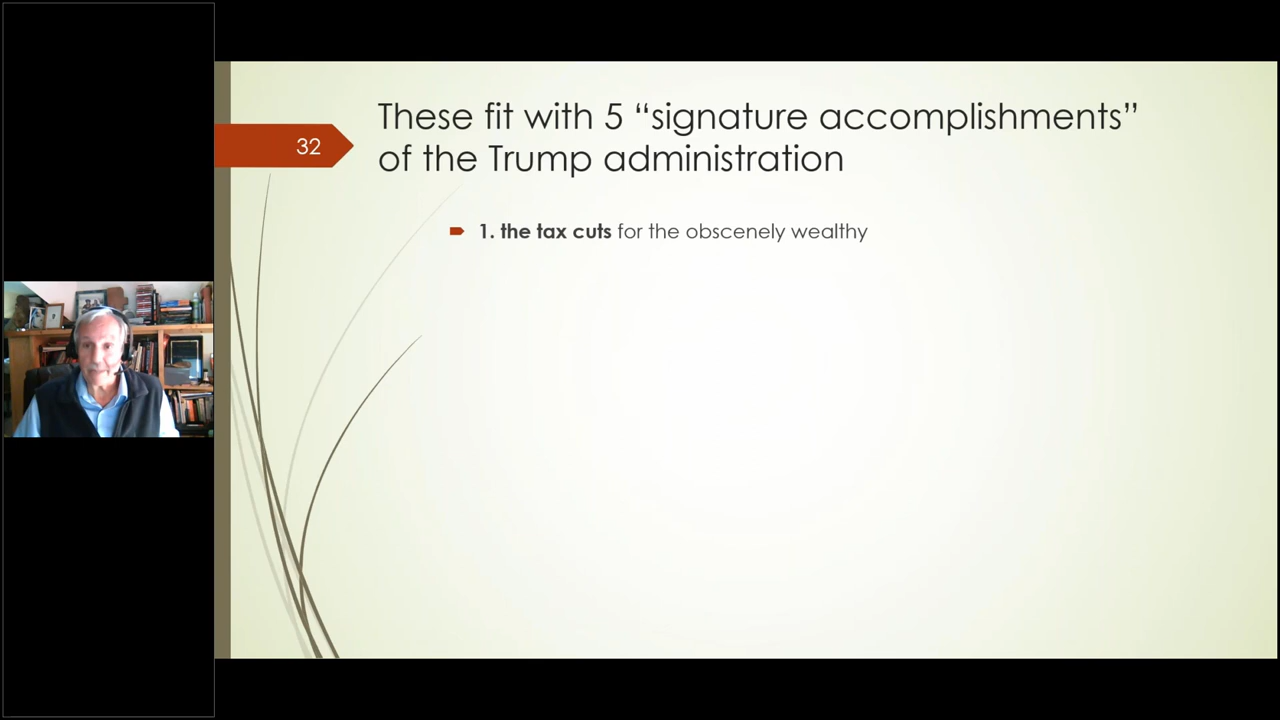 32
These fit with 5 “signature accomplishments”
of the Trump administration
1. the tax cuts for the obscenely wealthy